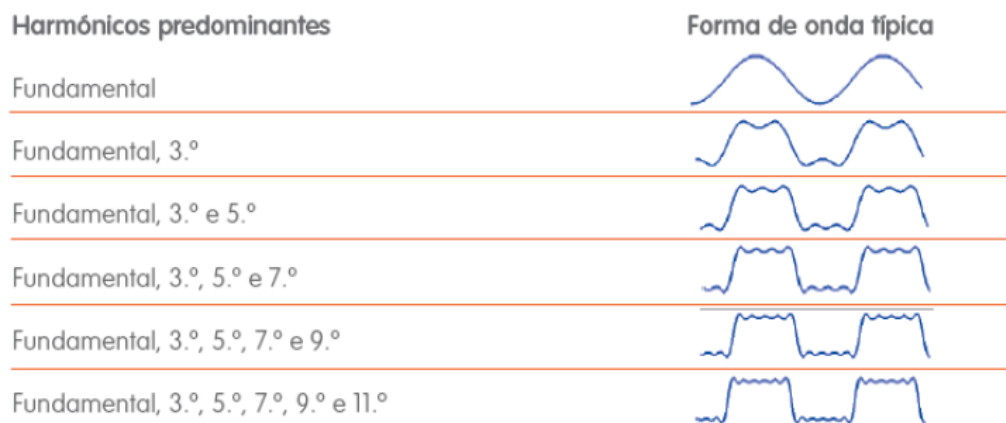 Harmónicos predominantes Forma de onda típica
Fundamental
Fundamental, 3.º
Fundamental, 3.º e 5.º
Fundamental, 3.º, 5.º e 7.º
Fundamental, 3.º, 5.º, 7.º e 9.º
Fundamental, 3.º, 5.º, 7.º, 9.º e 11.º